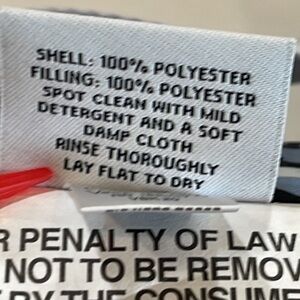 SHELL: 100% POLYESTER
FILLING: 100% POLYESTER
SPOT CLEAN WITH MILD
DETERGENT AND A SOFT
DAMP CLOTH
RINSE THOROUGHLY
LAY FLAT TO DRY
R PENALTY OF LAW
NOT TO BE REMOV
BY THE CONSUME